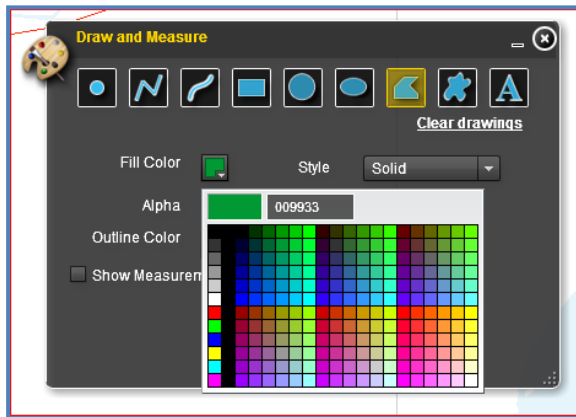 Draw and Measure
A
Clear drawings
Fill Color
Style
Solid
Alpha
009933
Outline Color
Show Measurem